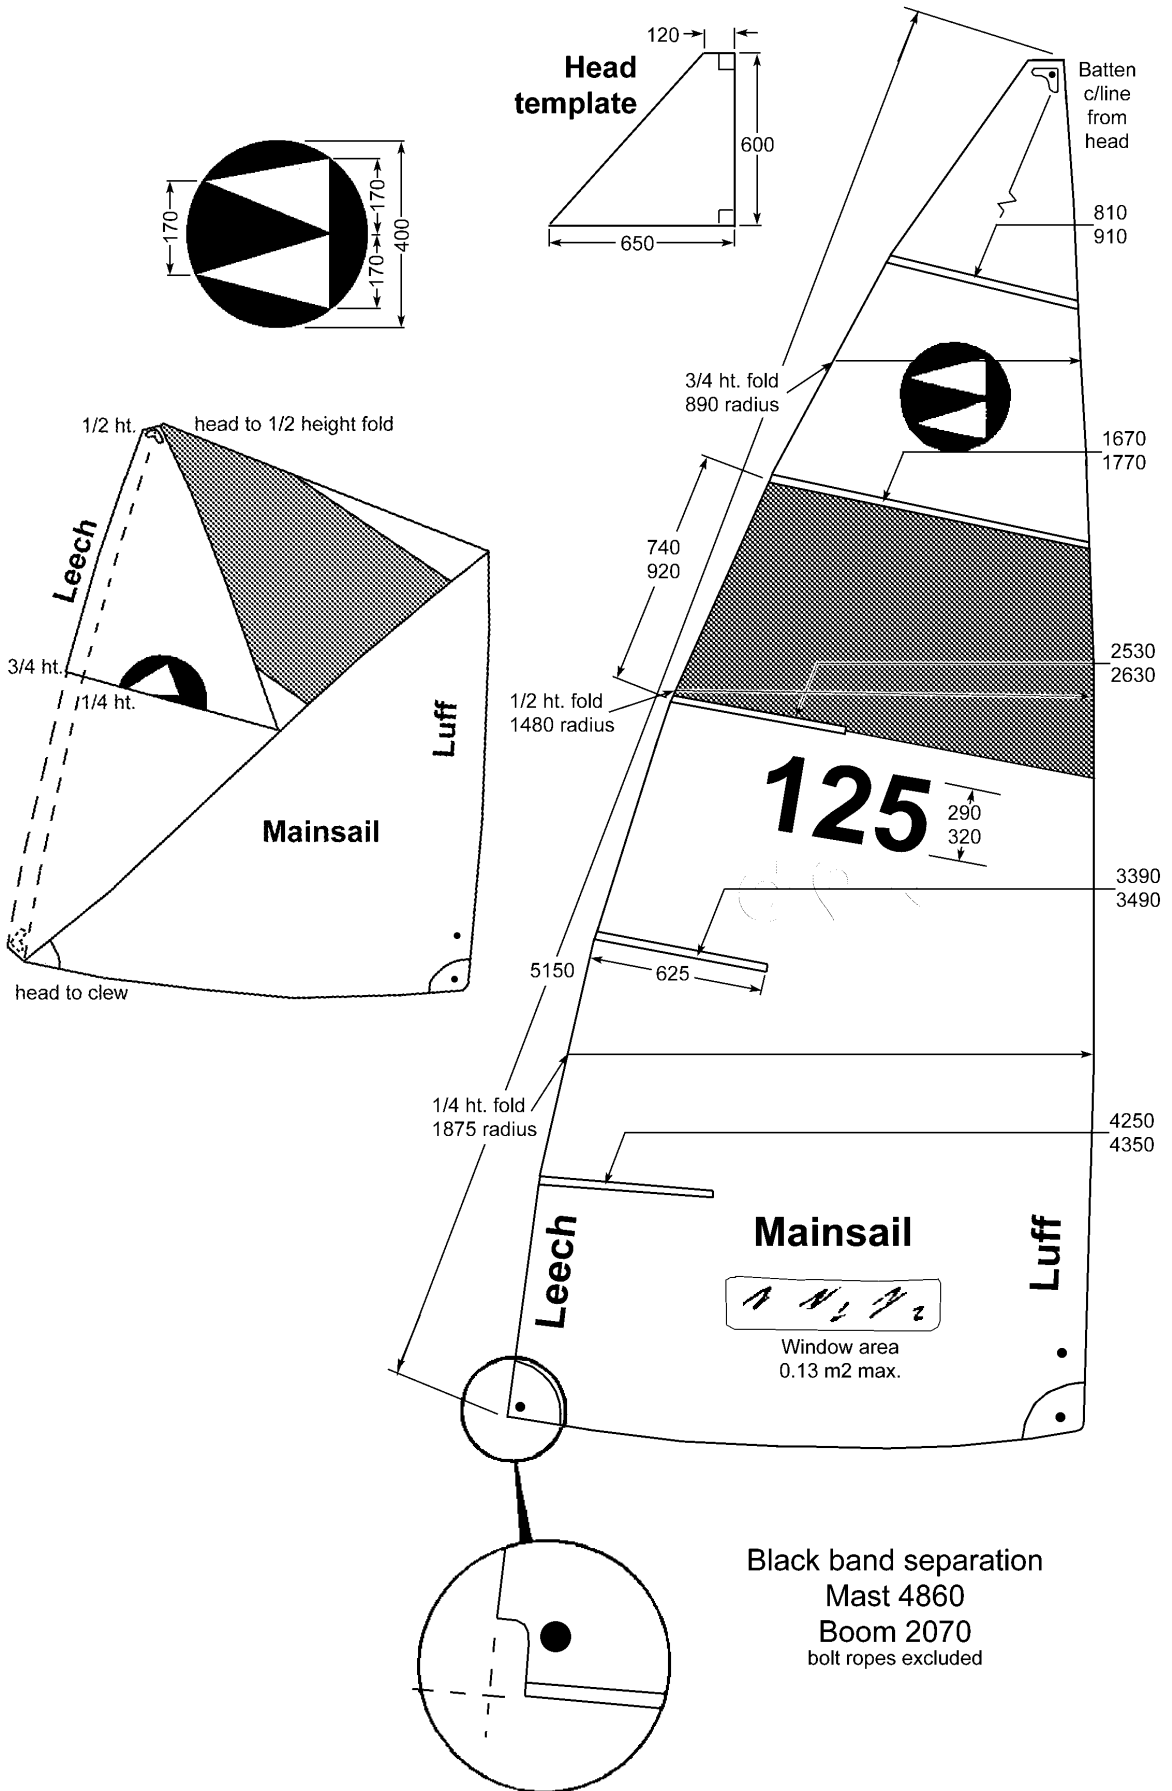 120
Head
template
600
650
Batten
c/line
from
head
810
910
170
170
170
400
3/4 ht. fold
890 radius
1/2 ht.
head to 1/2 height fold
1670
1770
Leech
740
920
2530
2630
3/4 ht.
1/4 ht.
1/2 ht. fold
1480 radius
Luff
125
290
320
Mainsail
3390
3490
5150
625
head to clew
1/4 ht. fold
1875 radius
4250
4350
Leech
Mainsail
Luff
Window area
0.13 m2 max.
Black band separation
Mast 4860
Boom 2070
bolt ropes excluded